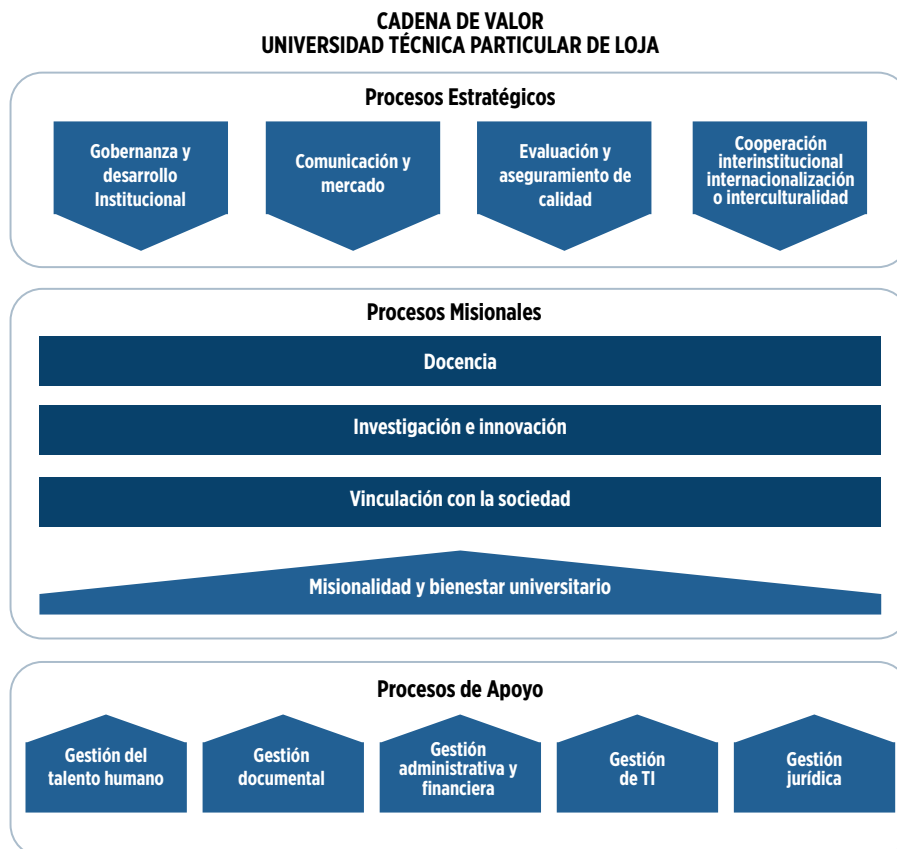 CADENA DE VALOR
UNIVERSIDAD TÉCNICA PARTICULAR DE LOJA
Procesos Estratégicos
Gobernanza y
desarrollo
Institucional
Comunicación y
mercado
Evaluación y
aseguramiento de
calidad
Cooperación
interinstitucional
internacionalización
o interculturalidad
Procesos Misionales
Docencia
Investigación e innovación
Vinculación con la sociedad
Misionalidad y bienestar universitario
Procesos de Apoyo
Gestión del
talento humano
Gestión
documental
Gestión
administrativa y
financiera
Gestión
de TI
Gestión
jurídica